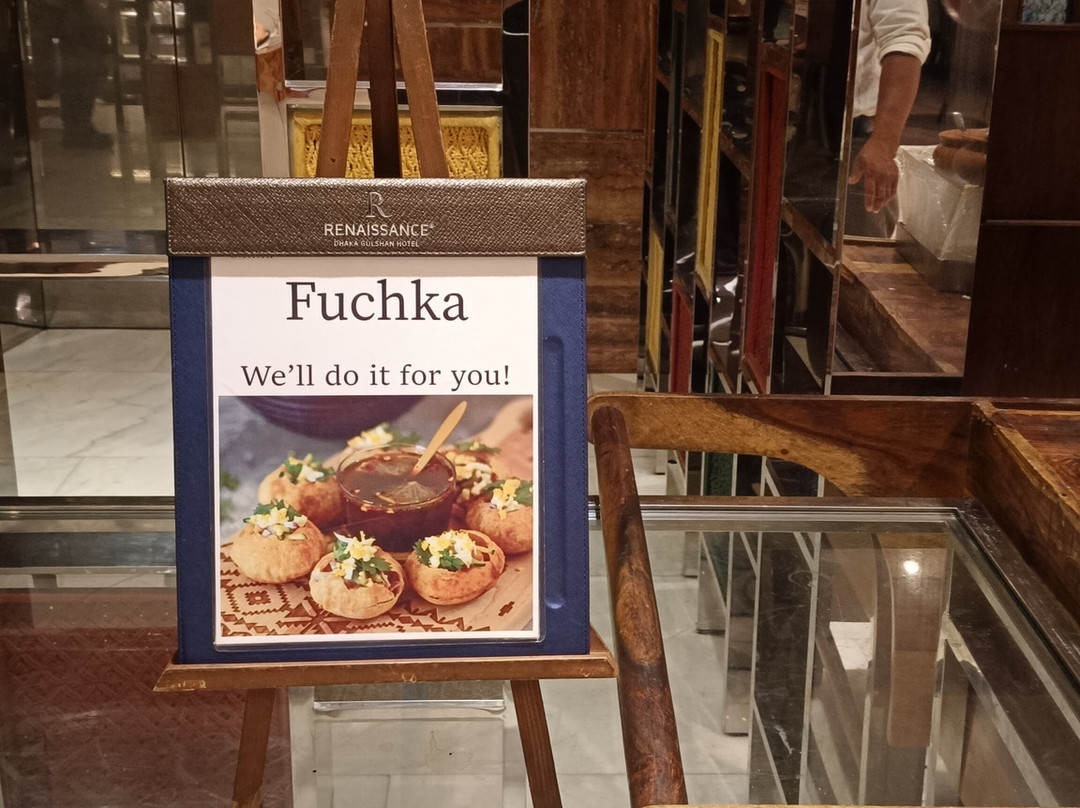 R
RENAISSANCE®
DHAKA GULSHAN HOTEL
Fuchka
We’ll do it for you!